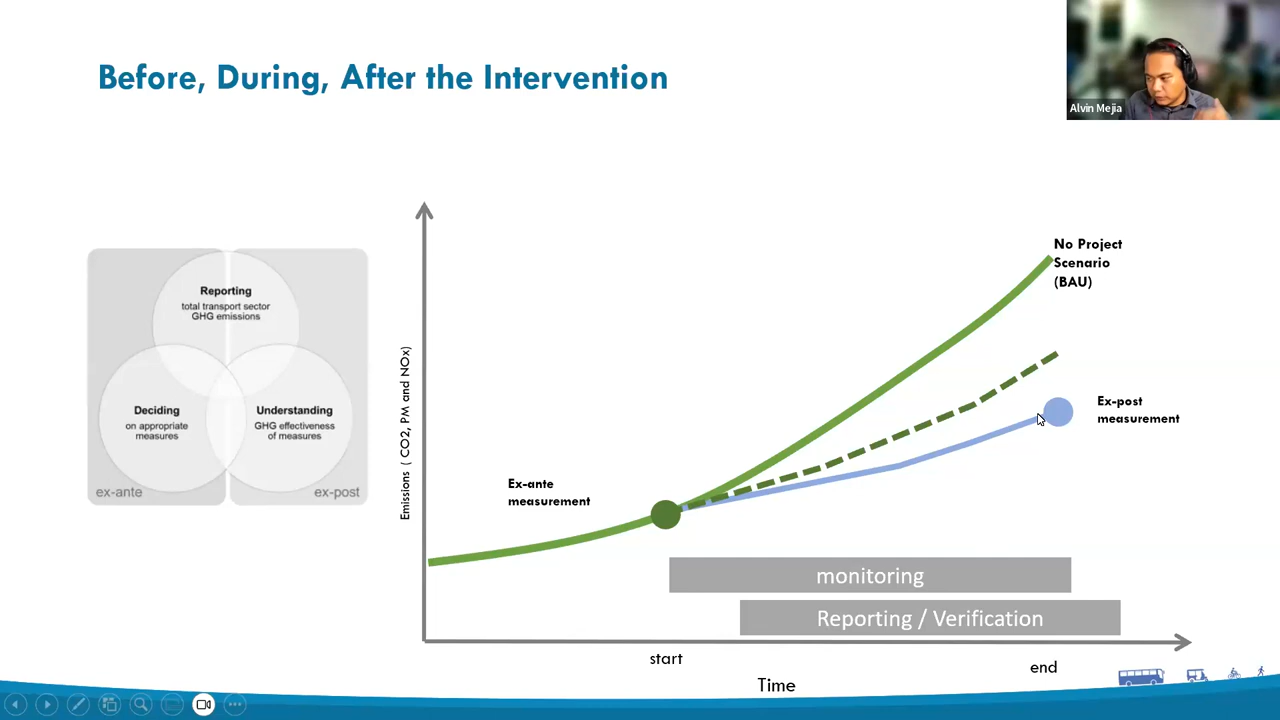 Before, During, After the Intervention
Alvin Mejia
Reporting
total transport sector
GHG emissions
Deciding
on appropriate
measures
Understanding
GHG effectiveness
of measures
ex-ante
ex-post
Emissions ( CO2, PM and NOx)
No Project
Scenario
(BAU)
Ex-post
measurement
Ex-ante
measurement
monitoring
Reporting / Verification
start
end
Time